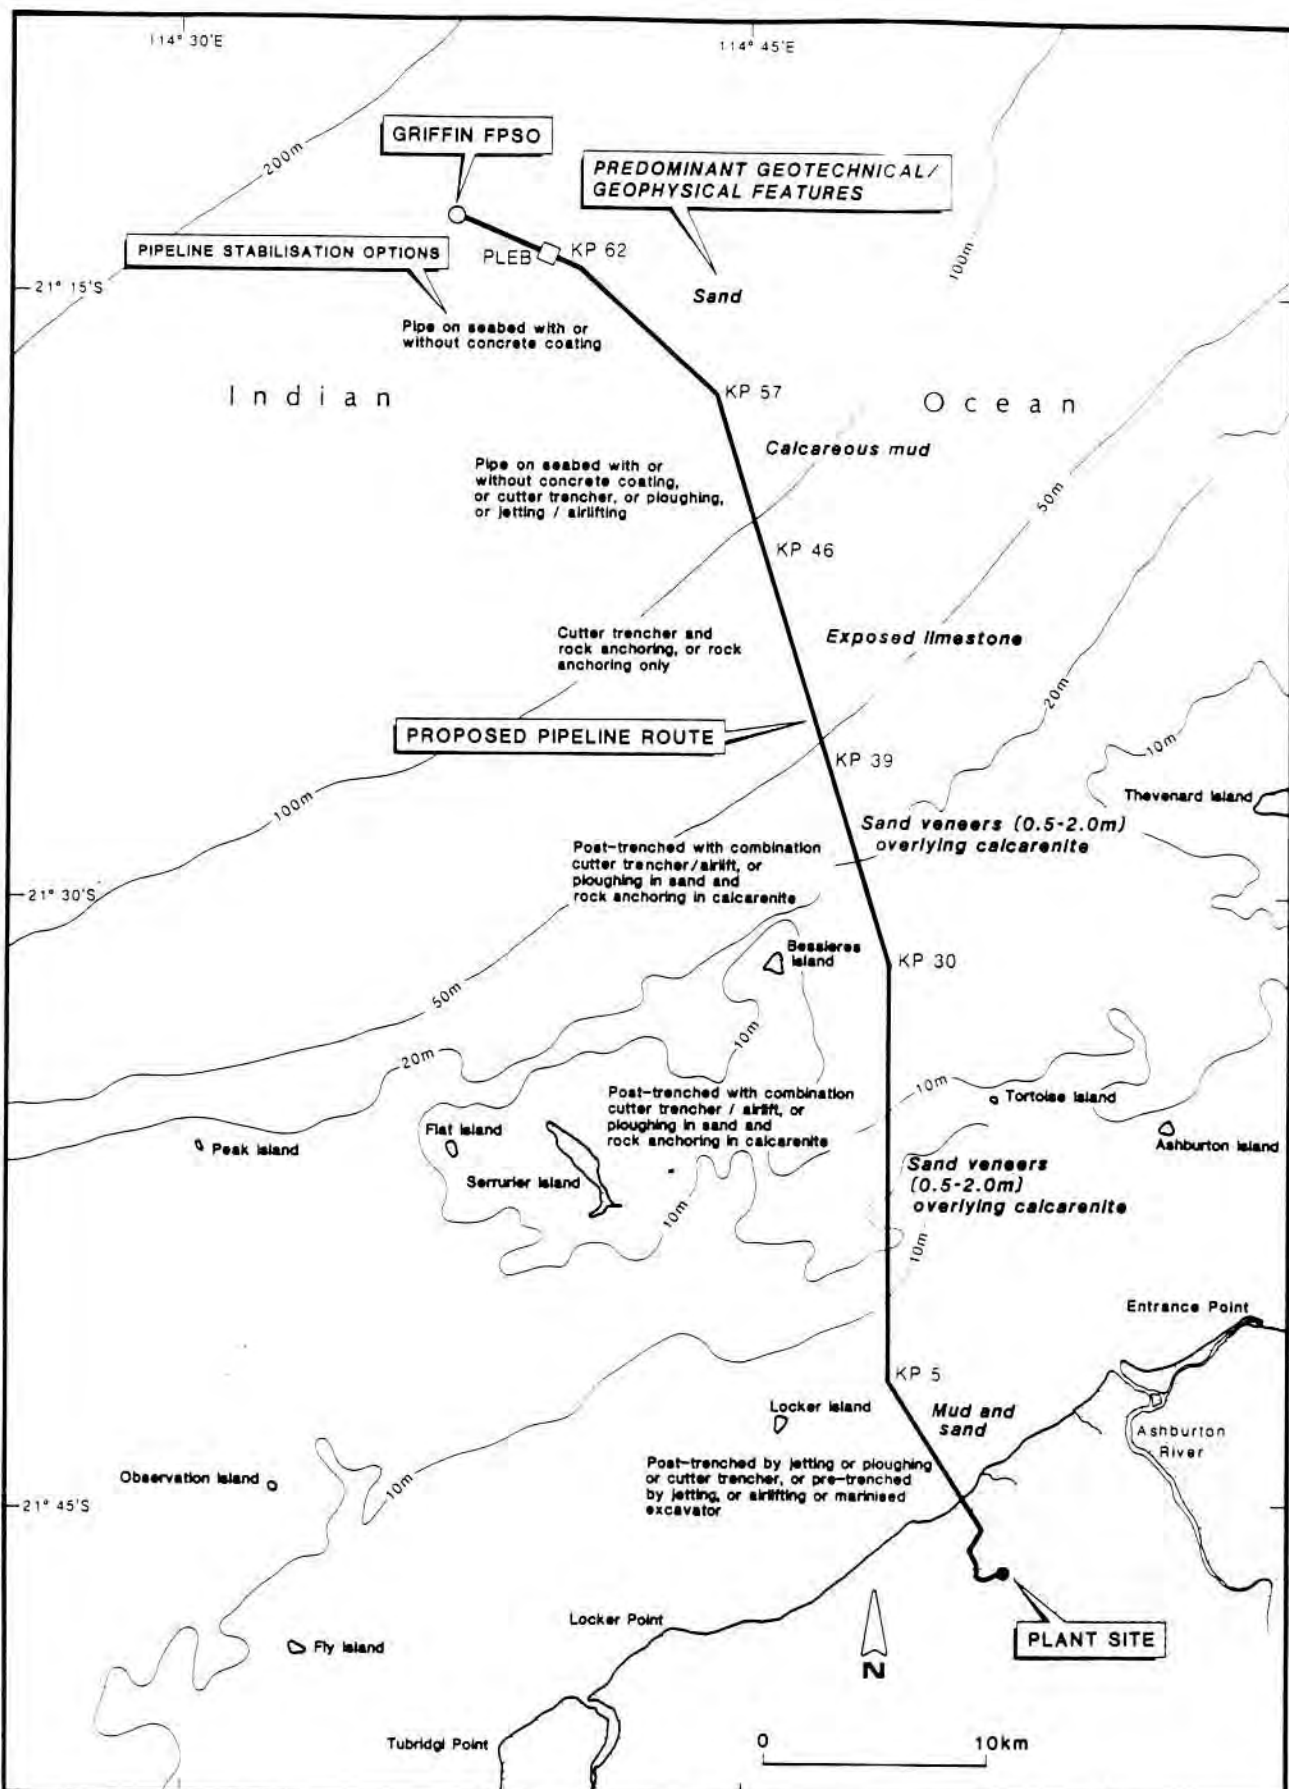 114° 30'E
114° 45'E
200m
GRIFFIN FPSO
PREDOMINANT GEOTECHNICAL/
GEOPHYSICAL FEATURES
100m
PIPELINE STABILISATION OPTIONS
PLEB
KP 62
21° 15'S
Sand
Pipe on seabed with or
without concrete coating
Indian
Ocean
KP 57
Calcareous mud
Pipe on seabed with or
without concrete coating,
or cutter trencher, or ploughing,
or jetting / airlifting
50m
KP 46
Cutter trencher and
rock anchoring, or rock
anchoring only
Exposed limestone
20m
PROPOSED PIPELINE ROUTE
10m
KP 39
100m
Thevenard Island
Sand veneers (0.5-2.0m)
overlying calcarenite
Post-trenched with combination
cutter trencher/airlift, or
ploughing in sand and
rock anchoring in calcarenite
21° 30'S
Bessieres
Island
KP 30
50m
10m
20m
10m
Post-trenched with combination
cutter trencher / airlift, or
ploughing in sand and
rock anchoring in calcarenite
Tortoise Island
Flat Island
Peak Island
Ashburton Island
Serrurier Island
Sand veneers
(0.5-2.0m)
overlying calcarenite
10m
10m
Entrance Point
KP 5
Locker Island
Mud and
sand
Ashburton
River
Post-trenched by jetting or ploughing
or cutter trencher, or pre-trenched
by jetting, or airlifting or marinised
excavator
Observation Island
10m
21° 45'S
Locker Point
Fly Island
N
PLANT SITE
Tubridgi Point
0
10km